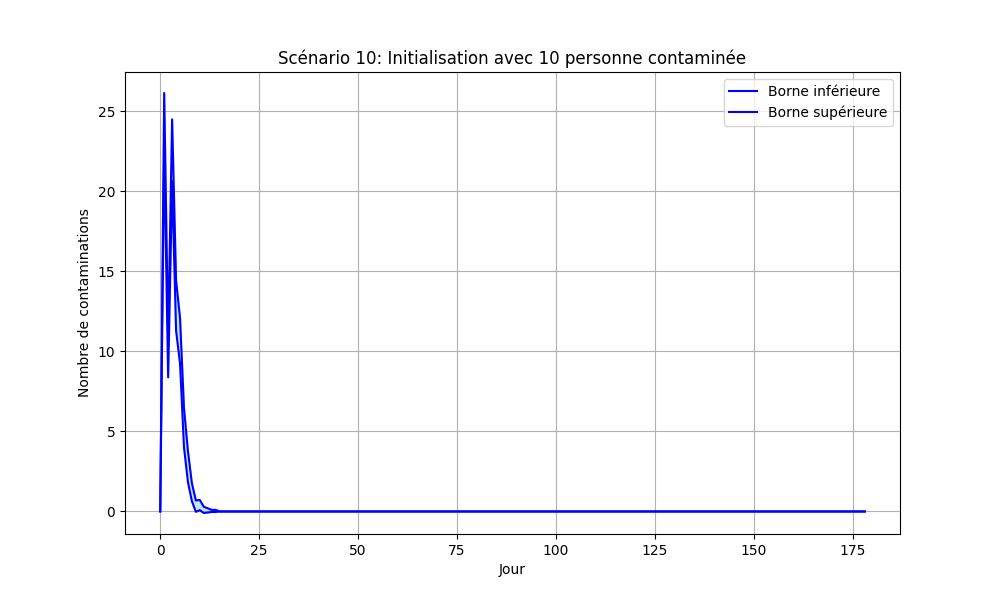 Scénario 10: Initialisation avec 10 personne contaminée
Borne inférieure
Borne supérieure
Nombre de contaminations
25
20
15
10
5
0
0 25 50 75 100 125 150 175
Jour